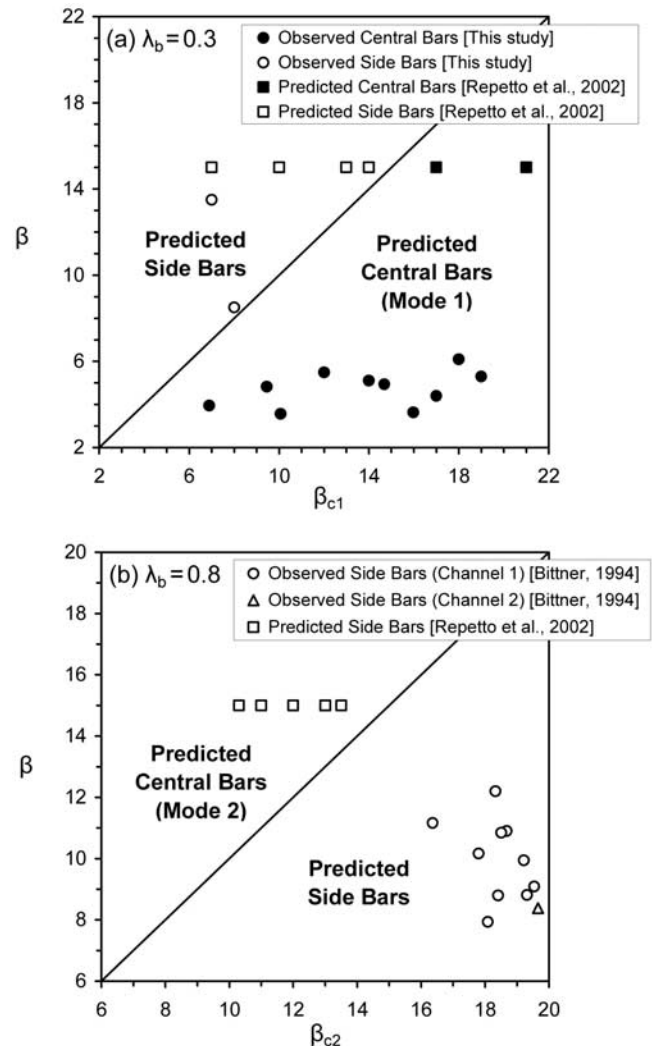 (a) λb = 0.3
● Observed Central Bars [This study]
○ Observed Side Bars [This study]
■ Predicted Central Bars [Repetto et al., 2002]
□ Predicted Side Bars [Repetto et al., 2002]
22
18
14
10
6
2
β
Predicted
Side Bars
Predicted
Central Bars
(Mode 1)
2 6 10 14 18 22
βc1
(b) λb = 0.8
○ Observed Side Bars (Channel 1) [Bittner, 1994]
△ Observed Side Bars (Channel 2) [Bittner, 1994]
□ Predicted Side Bars [Repetto et al., 2002]
20
18
16
14
12
10
8
6
β
Predicted
Central Bars
(Mode 2)
Predicted
Side Bars
6 8 10 12 14 16 18 20
βc2